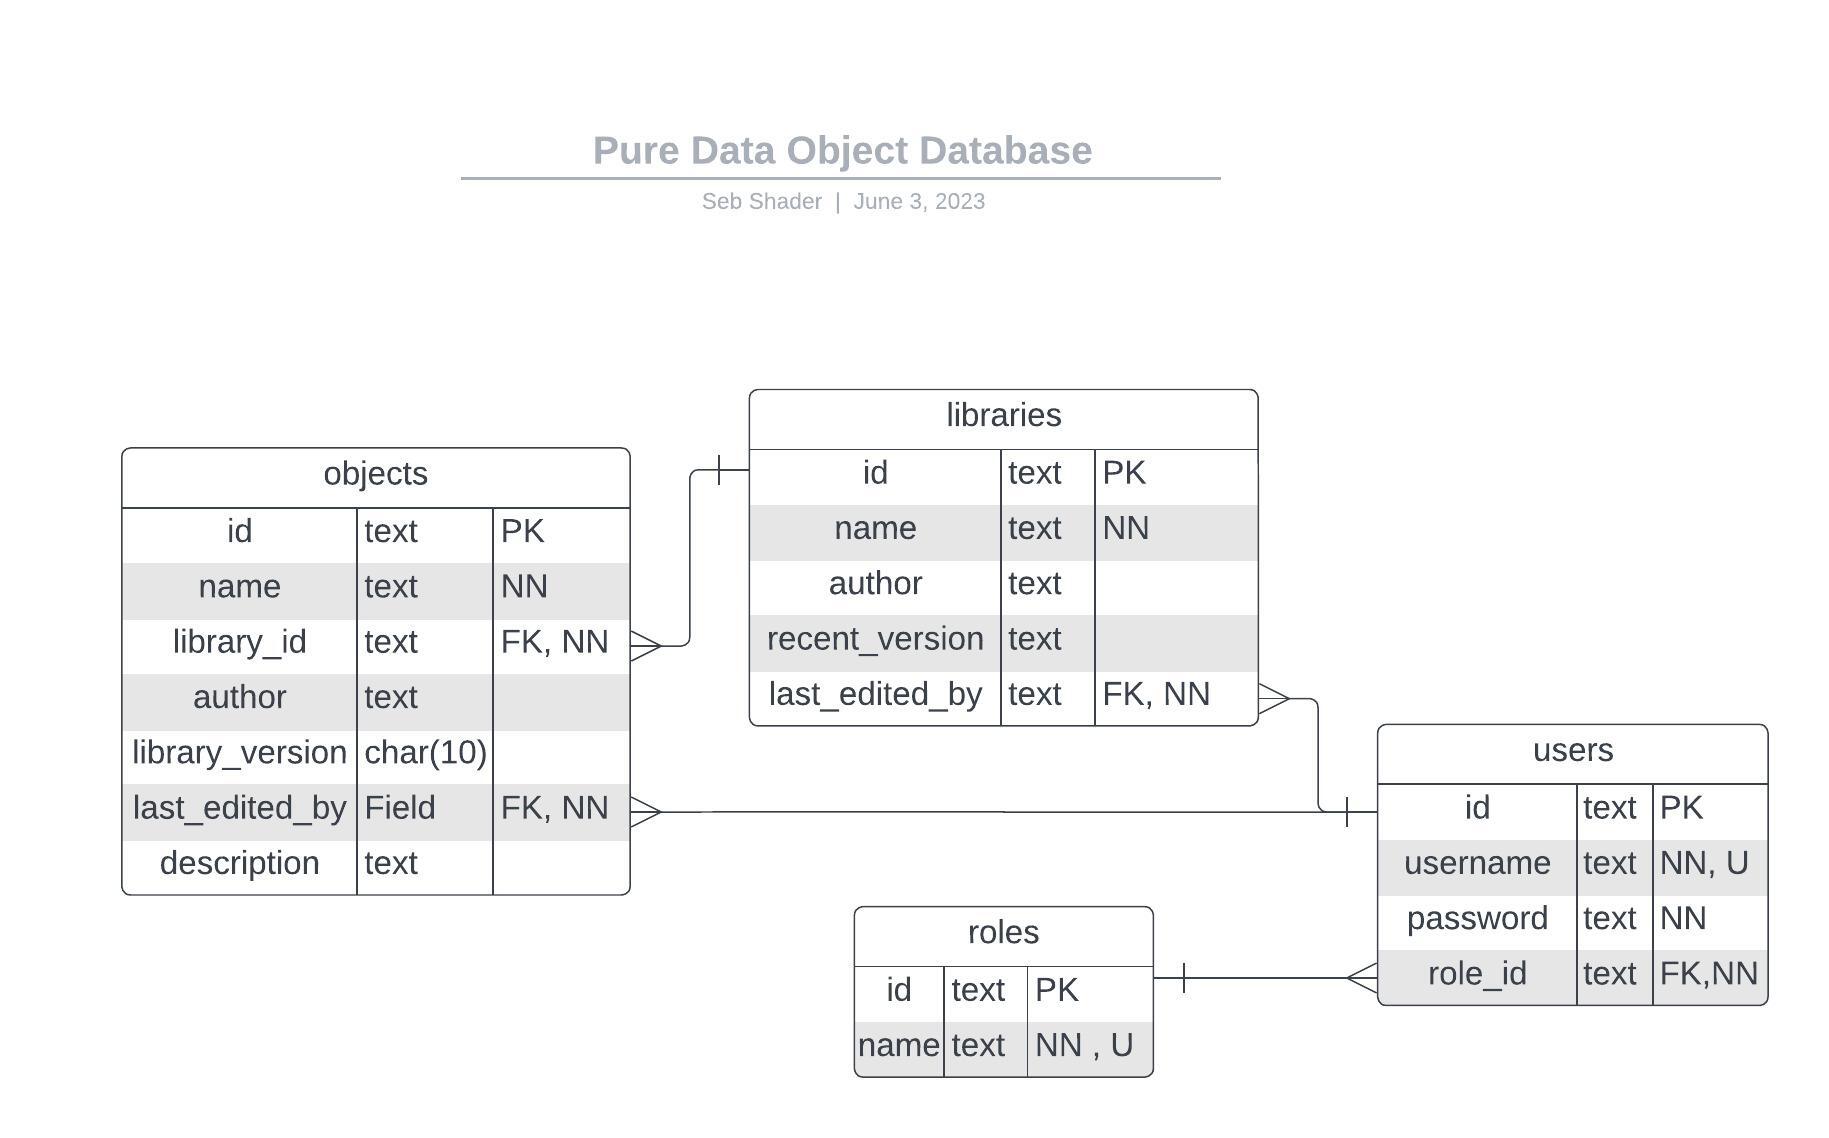 Pure Data Object Database
Seb Shader | June 3, 2023
objects
id text PK
name text NN
library_id text FK, NN
author text
library_version char(10)
last_edited_by Field FK, NN
description text
libraries
id text PK
name text NN
author text
recent_version text
last_edited_by text FK, NN
users
id text PK
username text NN, U
password text NN
role_id text FK,NN
roles
id text PK
name text NN , U